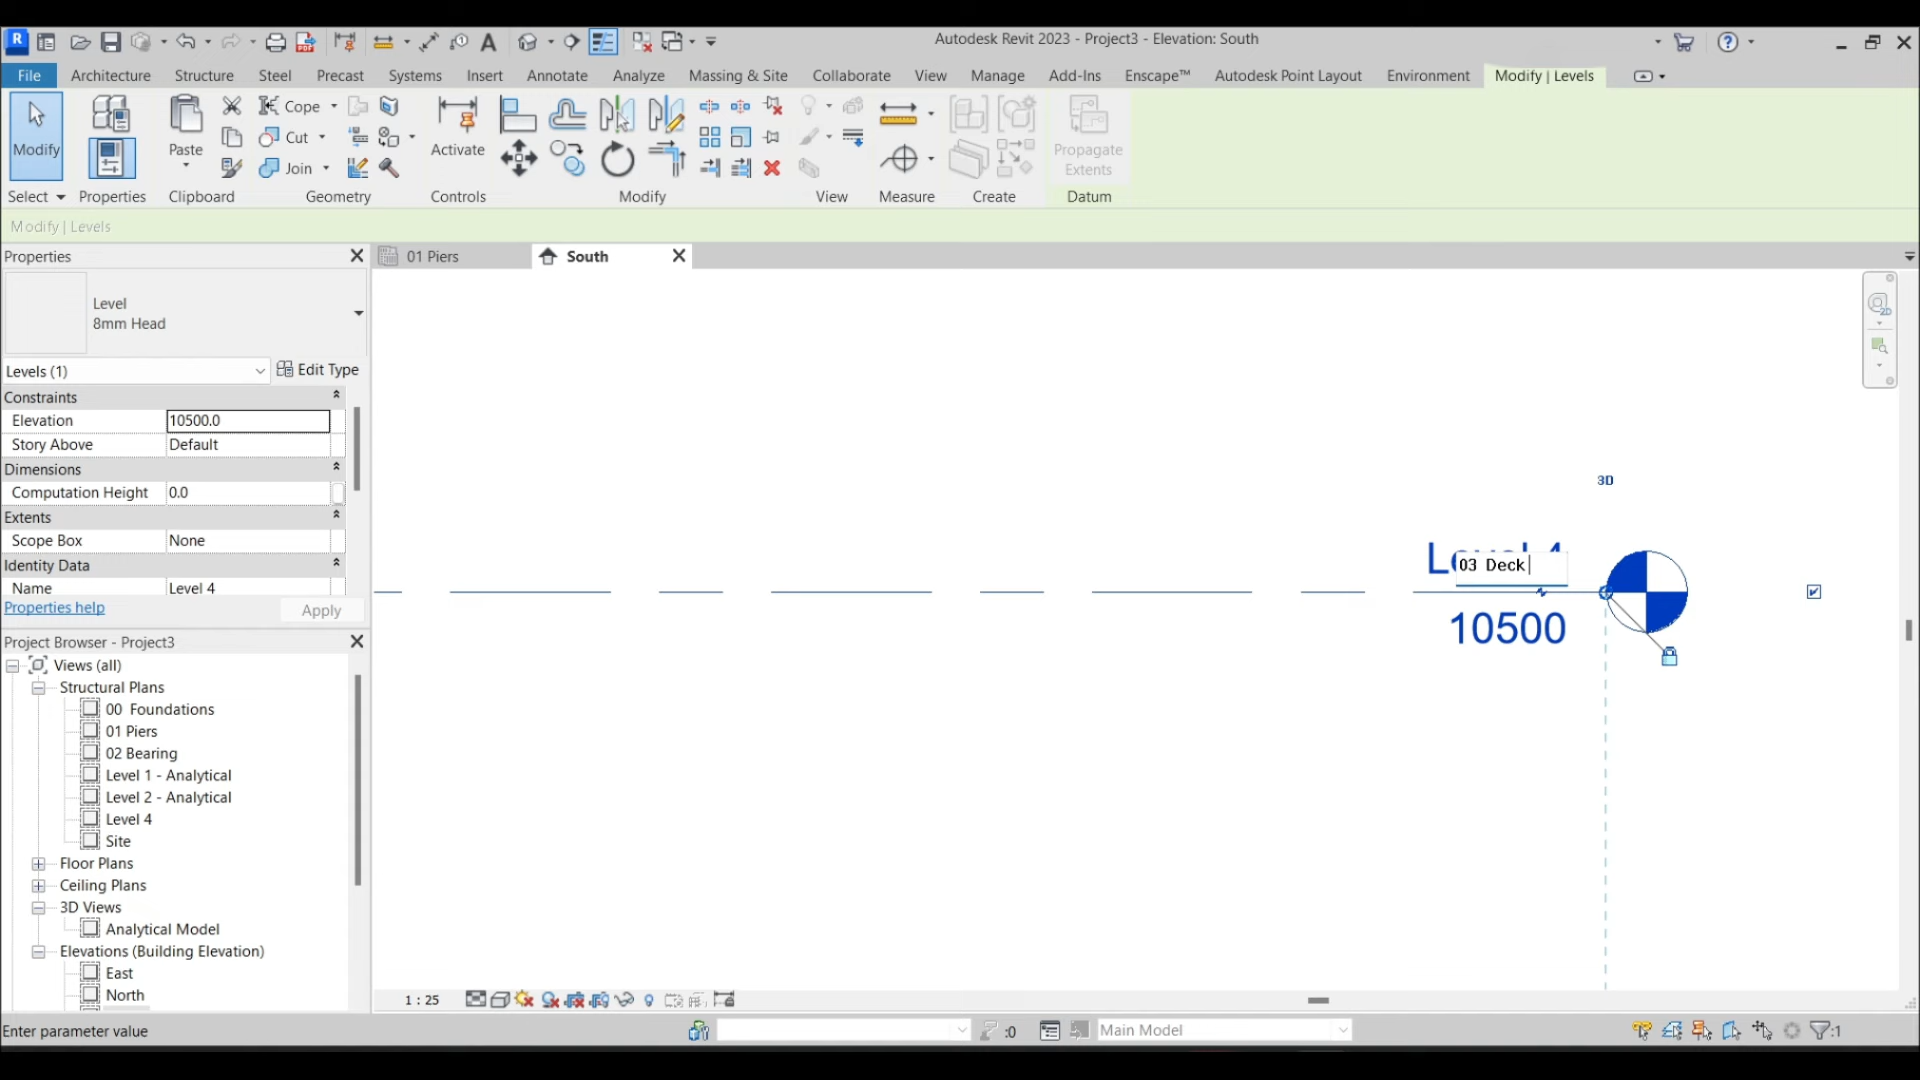 Autodesk Revit 2023 - Project3 - Elevation: South
File Architecture Structure Steel Precast Systems Insert Annotate Analyze Massing & Site Collaborate View Manage Add-Ins Enscape™ Autodesk Point Layout Environment Modify | Levels
Modify
Paste
Cope
Cut
Join
Activate
Propagate
Extents
Select Properties Clipboard Geometry Controls Modify View Measure Create Datum
Modify | Levels
Properties
01 Piers
South
Level
8mm Head
Levels (1)
Edit Type
Constraints
Elevation 10500.0
Story Above Default
Dimensions
Computation Height 0.0
Extents
Scope Box None
Identity Data
Name Level 4
Properties help
Apply
Project Browser - Project3
Views (all)
Structural Plans
00 Foundations
01 Piers
02 Bearing
Level 1 - Analytical
Level 2 - Analytical
Level 4
Site
Floor Plans
Ceiling Plans
3D Views
Analytical Model
Elevations (Building Elevation)
East
North
3D
Level 4
03 Deck
10500
2D
1 : 25
Enter parameter value
:0
Main Model
:1